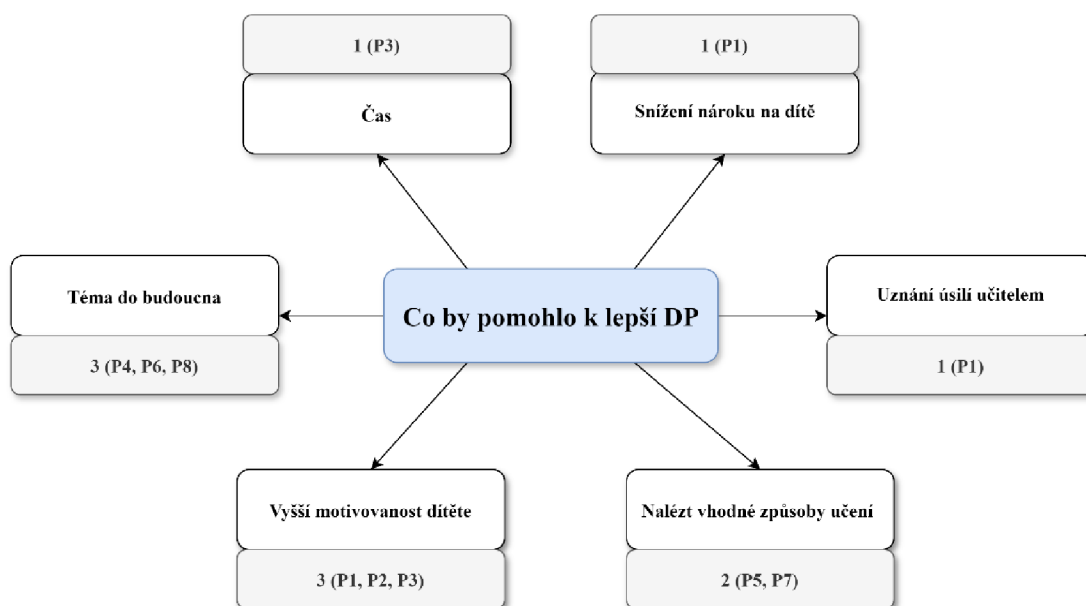 1 (P3)
Čas
1 (P1)
Snížení nároku na dítě
Téma do budoucna
3 (P4, P6, P8)
Co by pomohlo k lepší DP
Uznání úsilí učitelem
1 (P1)
Vyšší motivovanost dítěte
3 (P1, P2, P3)
Nalézt vhodné způsoby učení
2 (P5, P7)